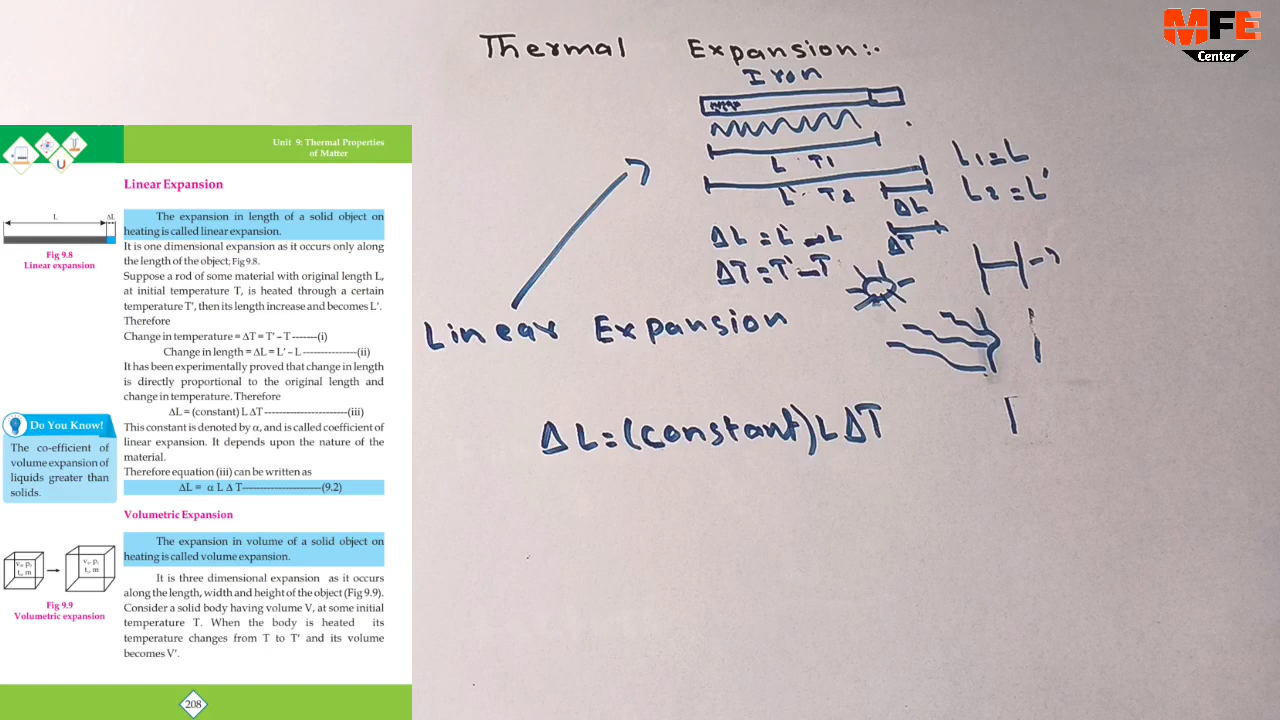 MFE
Center
Thermal Expansion:.
Iron
L T1
L' T2
ΔL
ΔT
L1=L
L2=L'
ΔL = L' - L
ΔT = T' - T
Linear Expansion
ΔL=(constant)LΔT
Unit 9: Thermal Properties
of Matter
Linear Expansion
L ΔL
Fig 9.8
Linear expansion
The expansion in length of a solid object on
heating is called linear expansion.
It is one dimensional expansion as it occurs only along
the length of the object; Fig 9.8.
Suppose a rod of some material with original length L,
at initial temperature T, is heated through a certain
temperature T', then its length increase and becomes L'.
Therefore
Change in temperature = ΔT = T' – T -------(i)
Change in length = ΔL = L' – L ---------------(ii)
It has been experimentally proved that change in length
is directly proportional to the original length and
change in temperature. Therefore
ΔL = (constant) L ΔT -----------------------(iii)
This constant is denoted by α, and is called coefficient of
linear expansion. It depends upon the nature of the
material.
Therefore equation (iii) can be written as
ΔL = α L Δ T----------------------(9.2)
Do You Know!
The co-efficient of
volume expansion of
liquids greater than
solids.
Volumetric Expansion
The expansion in volume of a solid object on
heating is called volume expansion.
It is three dimensional expansion as it occurs
along the length, width and height of the object (Fig 9.9).
Consider a solid body having volume V, at some initial
temperature T. When the body is heated its
temperature changes from T to T' and its volume
becomes V'.
Fig 9.9
Volumetric expansion
208